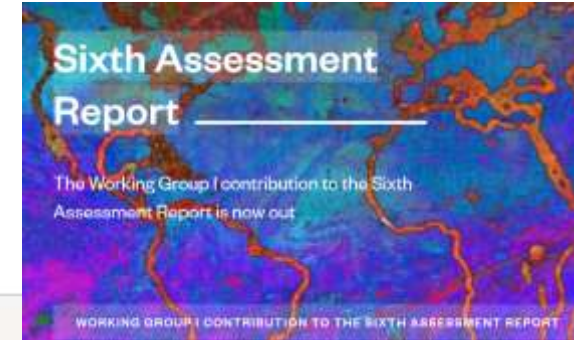 Sixth Assessment
Report
The Working Group I contribution to the Sixth
Assessment Report is now out
WORKING GROUP I CONTRIBUTION TO THE SIXTH ASSESSMENT REPORT